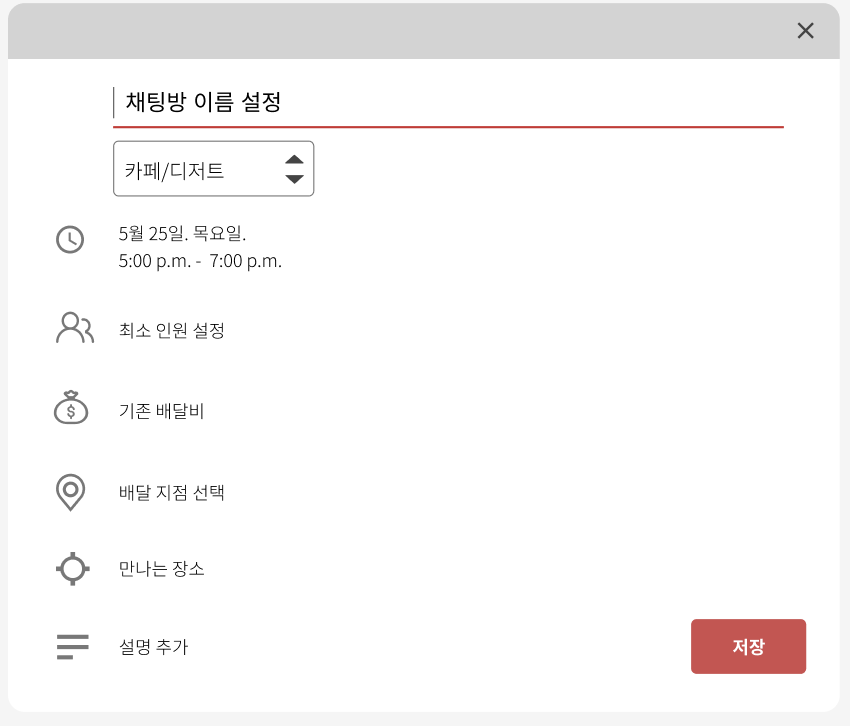 채팅방 이름 설정
카페/디저트
5월 25일. 목요일.
5:00 p.m. - 7:00 p.m.
최소 인원 설정
$
기존 배달비
배달 지점 선택
만나는 장소
설명 추가
저장